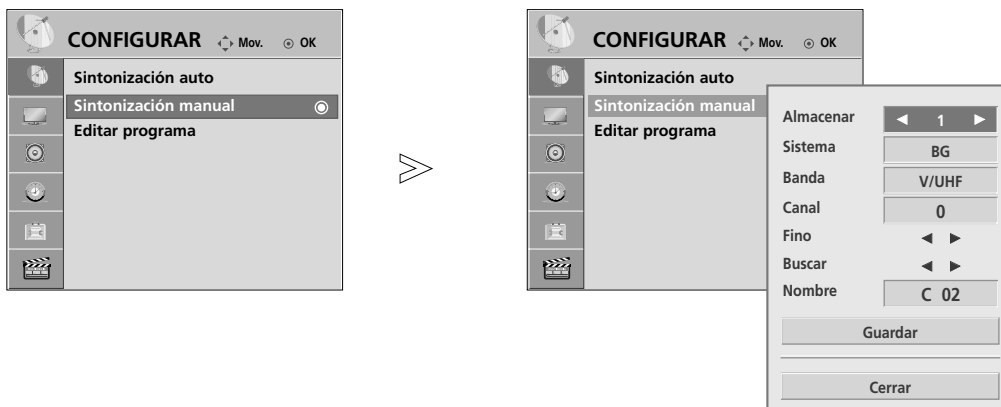 CONFIGURAR Mov. OK
Sintonización auto
Sintonización manual
Editar programa
CONFIGURAR Mov. OK
Sintonización auto
Sintonización manual
Editar programa
Almacenar ◄ 1 ►
Sistema BG
Banda V/UHF
Canal 0
Fino ◄ ►
Buscar ◄ ►
Nombre C 02
Guardar
Cerrar